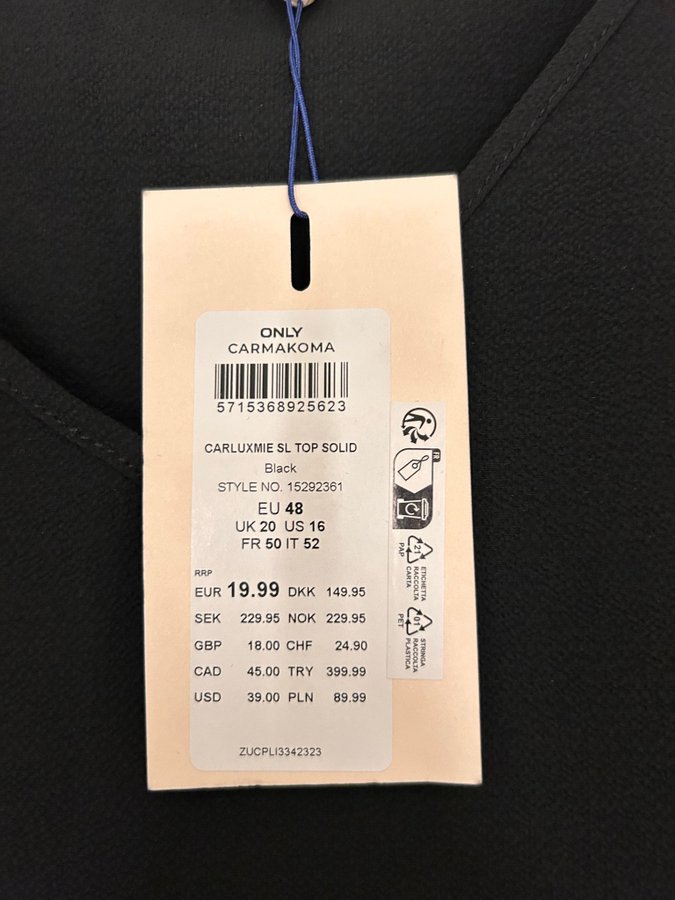 ONLY
CARMAKOMA
5715368925623
CARLUXMIE SL TOP SOLID
Black
STYLE NO. 15292361
EU 48
UK 20 US 16
FR 50 IT 52
RRP
EUR 19.99 DKK 149.95
SEK 229.95 NOK 229.95
GBP 18.00 CHF 24.90
CAD 45.00 TRY 399.99
USD 39.00 PLN 89.99
ZUCPLI3342323
FR
21
PAP
ETICHETTA
RACCOLTA
CARTA
01
PET
STRINGA
RACCOLTA
PLASTICA